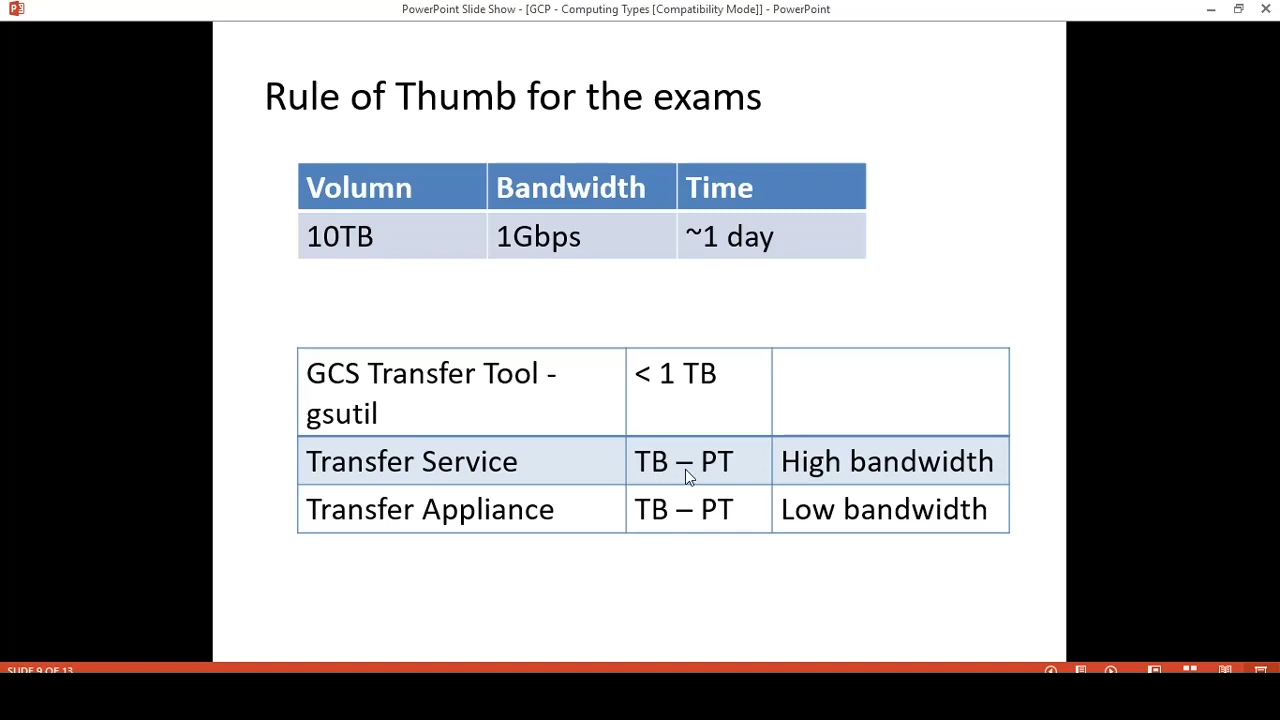 PowerPoint Slide Show - [GCP - Computing Types [Compatibility Mode]] - PowerPoint
Rule of Thumb for the exams
Volumn Bandwidth Time
10TB 1Gbps ~1 day
GCS Transfer Tool - < 1 TB
gsutil
Transfer Service TB – PT High bandwidth
Transfer Appliance TB – PT Low bandwidth
SLIDE 9 OF 13